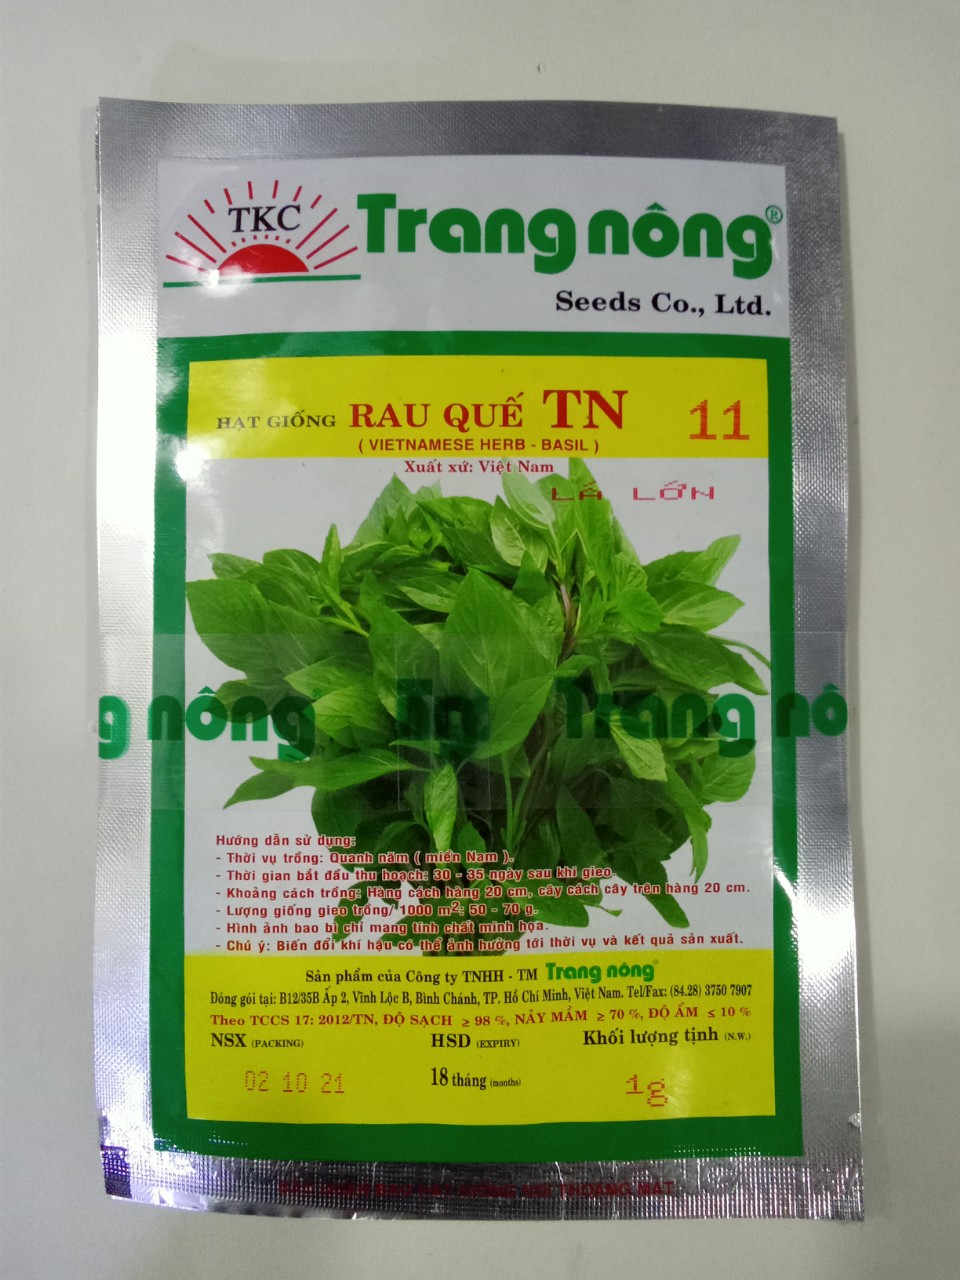 TKC Trang nông®
Seeds Co., Ltd.
HẠT GIỐNG RAU QUẾ TN 11
( VIETNAMESE HERB - BASIL )
Xuất xứ: Việt Nam
LÁ LỚN
g nông Trang nô
Hướng dẫn sử dụng:
- Thời vụ trồng: Quanh năm ( miền Nam ).
- Thời gian bắt đầu thu hoạch: 30 - 35 ngày sau khi gieo.
- Khoảng cách trồng: Hàng cách hàng 20 cm, cây cách cây trên hàng 20 cm.
- Lượng giống gieo trồng/ 1000 m²: 50 - 70 g.
- Hình ảnh bao bì chỉ mang tính chất minh họa.
- Chú ý: Biến đổi khí hậu có thể ảnh hưởng tới thời vụ và kết quả sản xuất.
Sản phẩm của Công ty TNHH - TM Trang nông®
Đóng gói tại: B12/35B Ấp 2, Vĩnh Lộc B, Bình Chánh, TP. Hồ Chí Minh, Việt Nam. Tel/Fax: (84.28) 3750 7907
Theo TCCS 17: 2012/TN, ĐỘ SẠCH ≥ 98 %, NẢY MẦM ≥ 70 %, ĐỘ ẨM ≤ 10 %
NSX (PACKING) HSD (EXPIRY) Khối lượng tịnh (N.W.)
02 10 21 18 tháng (months) 1g